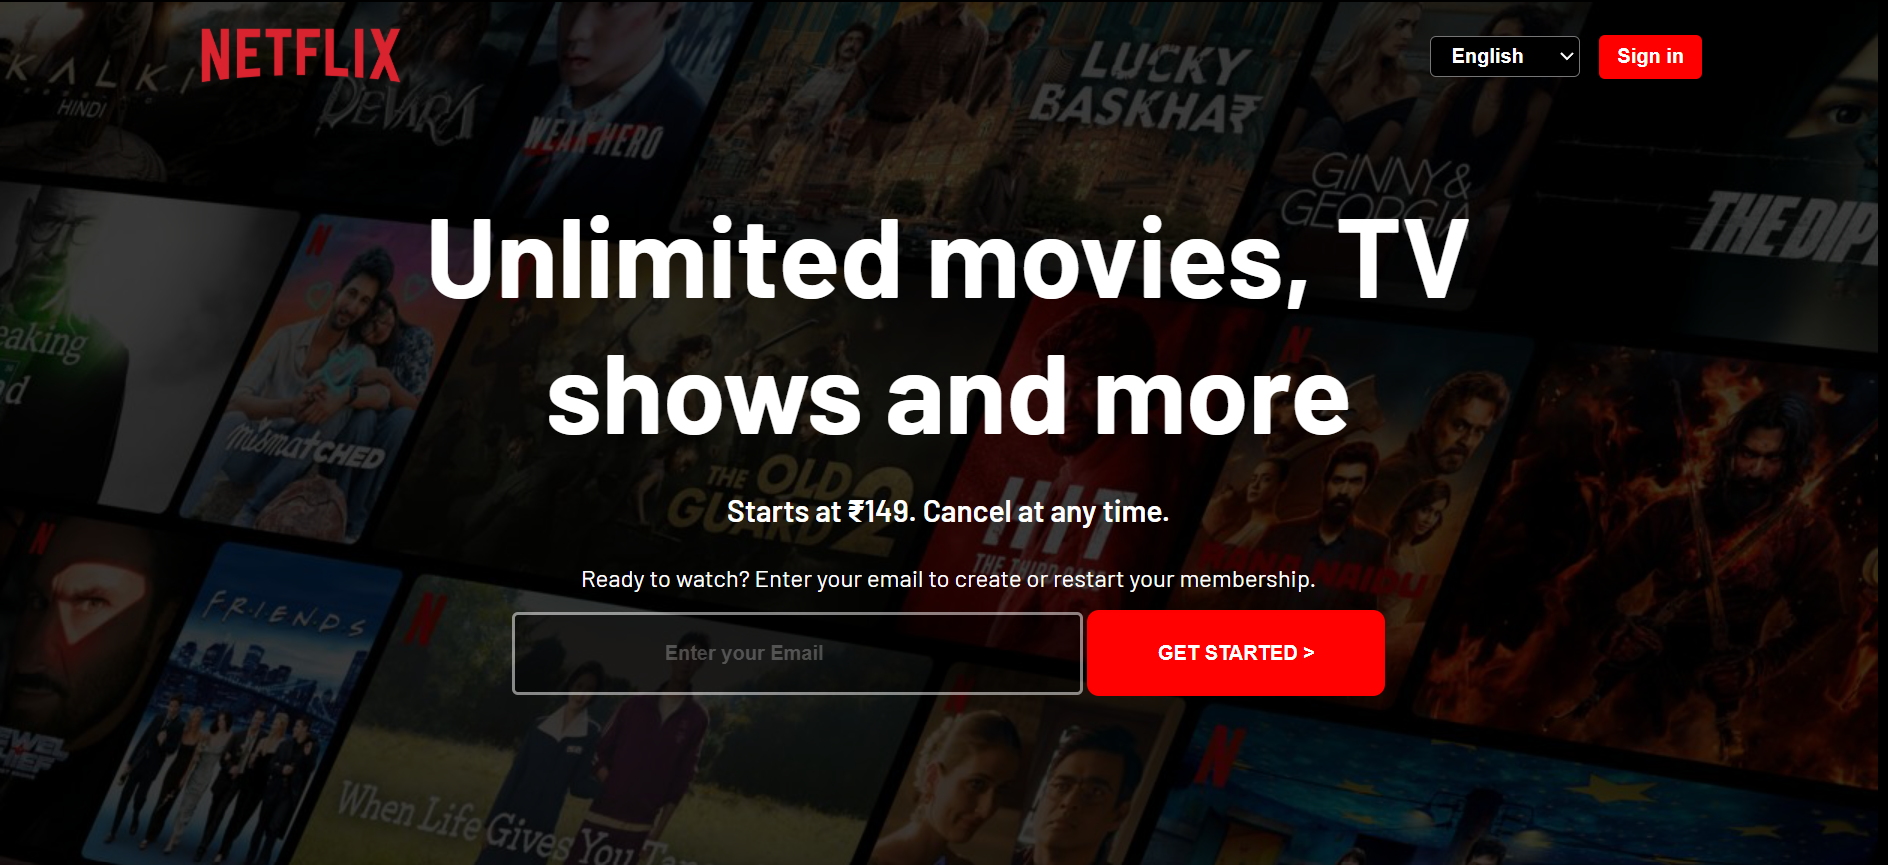 NETFLIX
English
Sign in
KALKI
HINDI
DEVARA
WEAK HERO
LUCKY
BASKHA₹
GINNY &
GEORGIA
THE DIP
Unlimited movies, TV
shows and more
eaking
mismatched
THE OLD
GUARD 2
HIT
THE THIRD CASE
RANA NAIDU
Starts at ₹149. Cancel at any time.
Ready to watch? Enter your email to create or restart your membership.
Enter your Email
GET STARTED >
F·R·I·E·N·D·S
When Life Gives You Tan